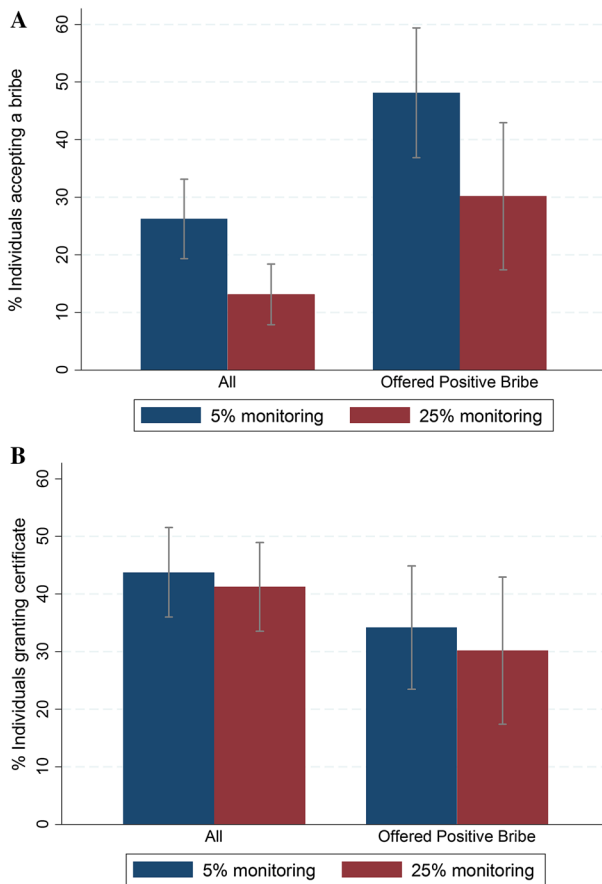 A
% Individuals accepting a bribe
60
50
40
30
20
10
0
All Offered Positive Bribe
5% monitoring 25% monitoring
B
% Individuals granting certificate
60
50
40
30
20
10
0
All Offered Positive Bribe
5% monitoring 25% monitoring